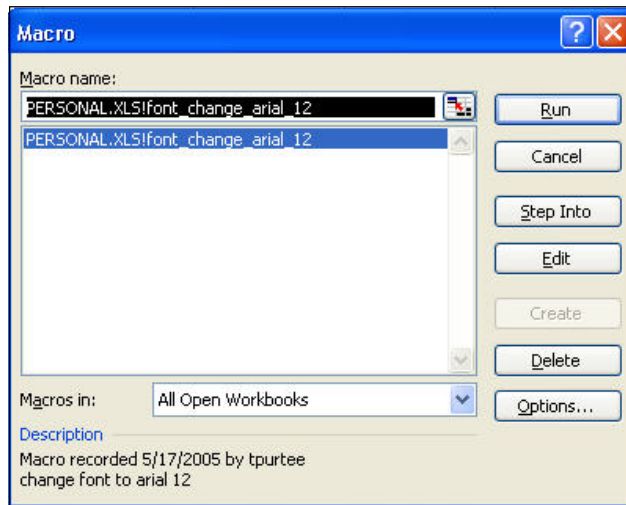 Macro
Macro name:
PERSONAL.XLS!font_change_arial_12
Run
PERSONAL.XLS!font_change_arial_12
Cancel
Step Into
Edit
Create
Delete
Macros in:
All Open Workbooks
Options...
Description
Macro recorded 5/17/2005 by tpurtee
change font to arial 12